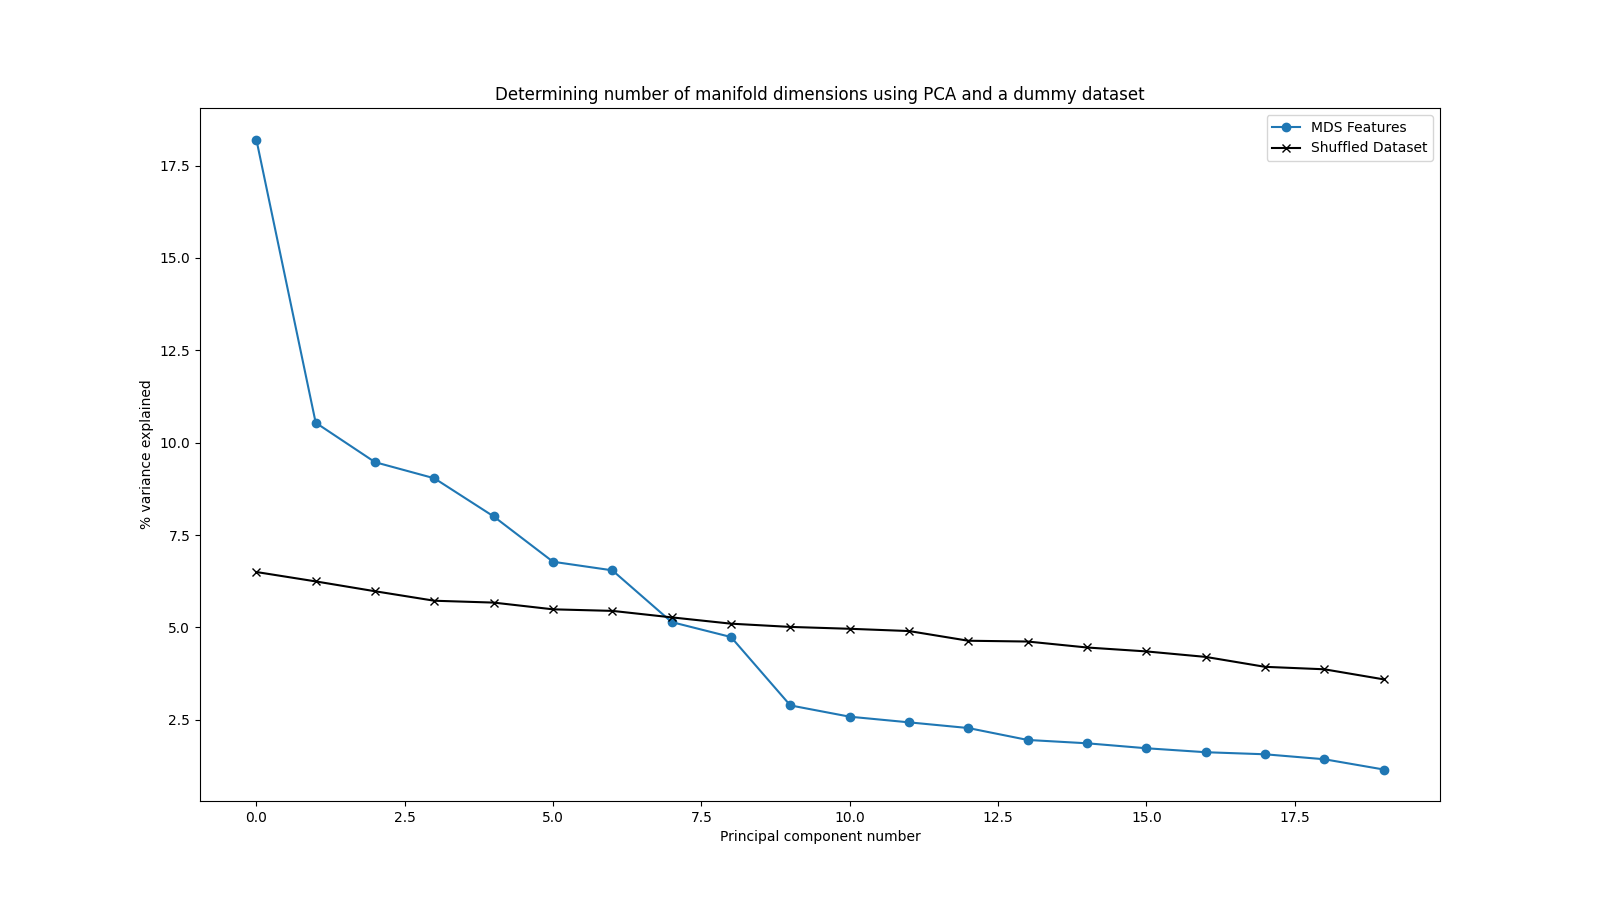 Determining number of manifold dimensions using PCA and a dummy dataset
MDS Features
Shuffled Dataset
17.5
15.0
12.5
10.0
7.5
5.0
2.5
% variance explained
0.0 2.5 5.0 7.5 10.0 12.5 15.0 17.5
Principal component number